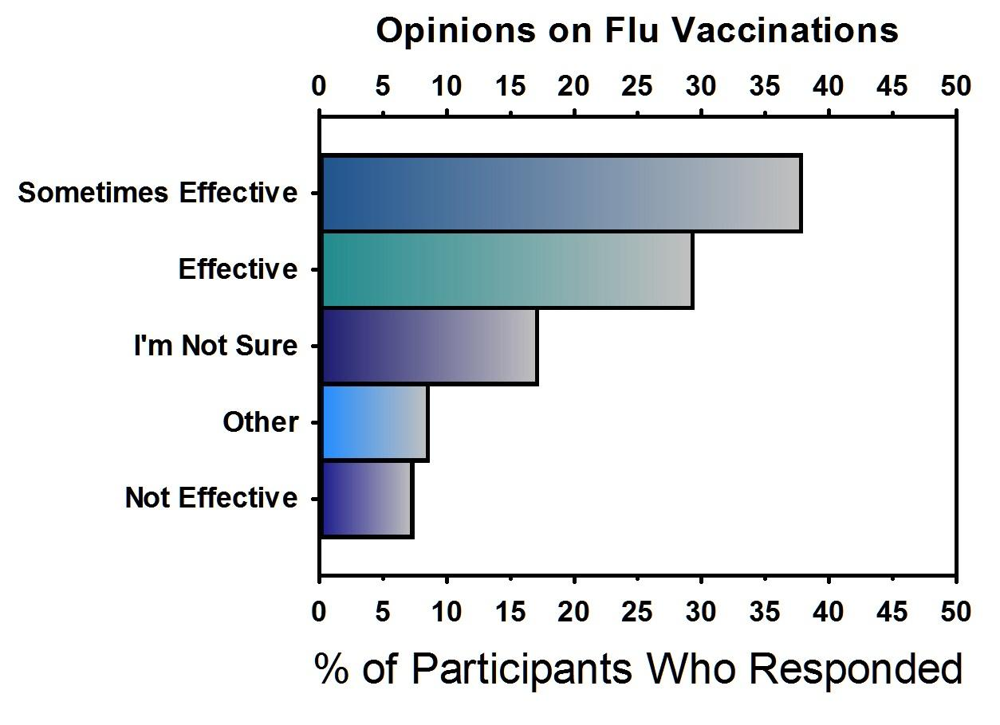 Opinions on Flu Vaccinations
0 5 10 15 20 25 30 35 40 45 50
Sometimes Effective
Effective
I'm Not Sure
Other
Not Effective
0 5 10 15 20 25 30 35 40 45 50
% of Participants Who Responded